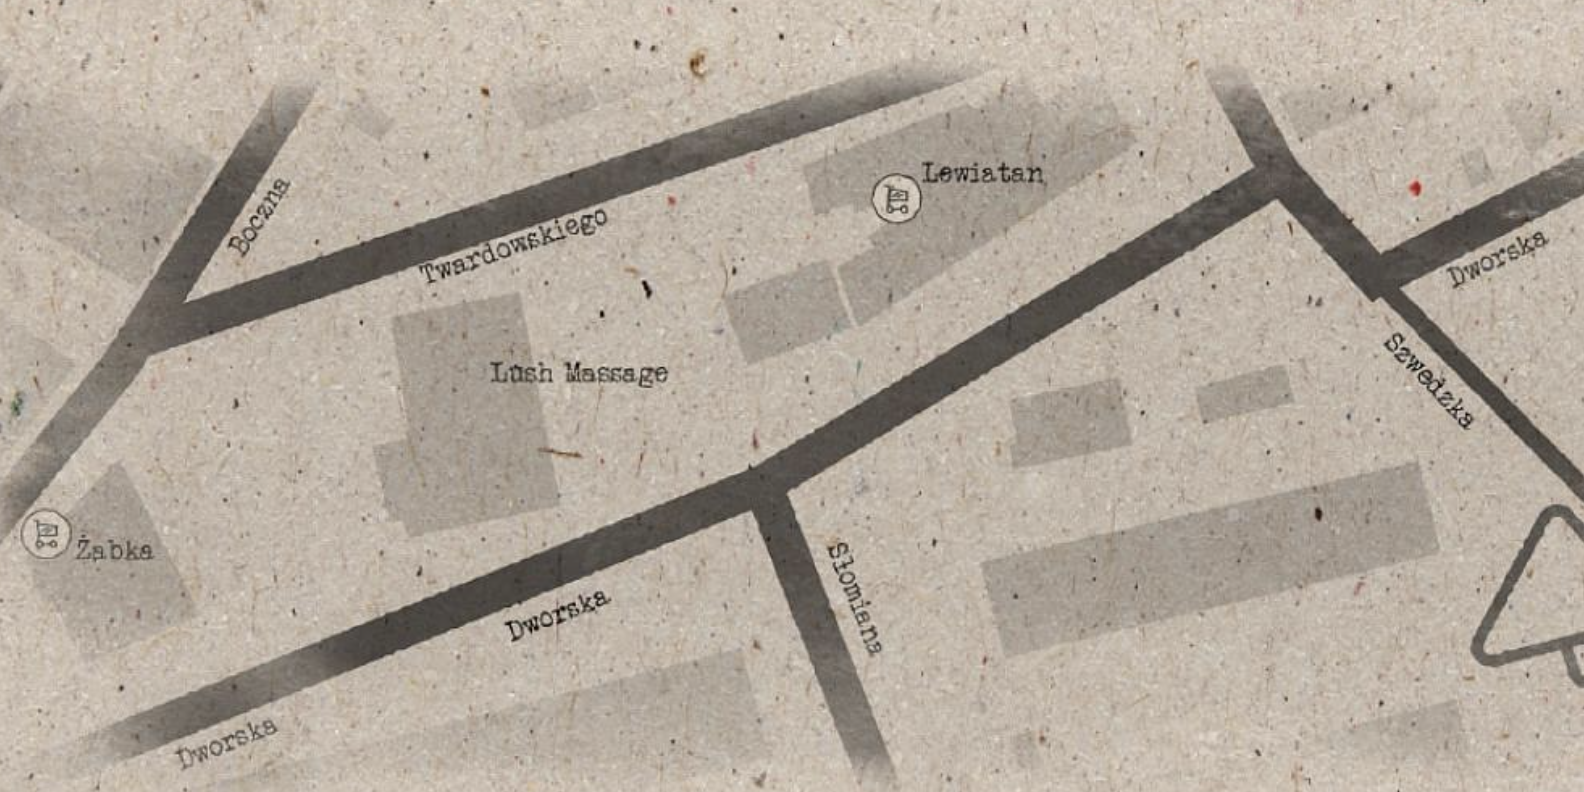 Lewiatan
Boczna
Twardowskiego
Dworska
Lush Massage
Szwedzka
Żabka
Słomiana
Dworska
Dworska